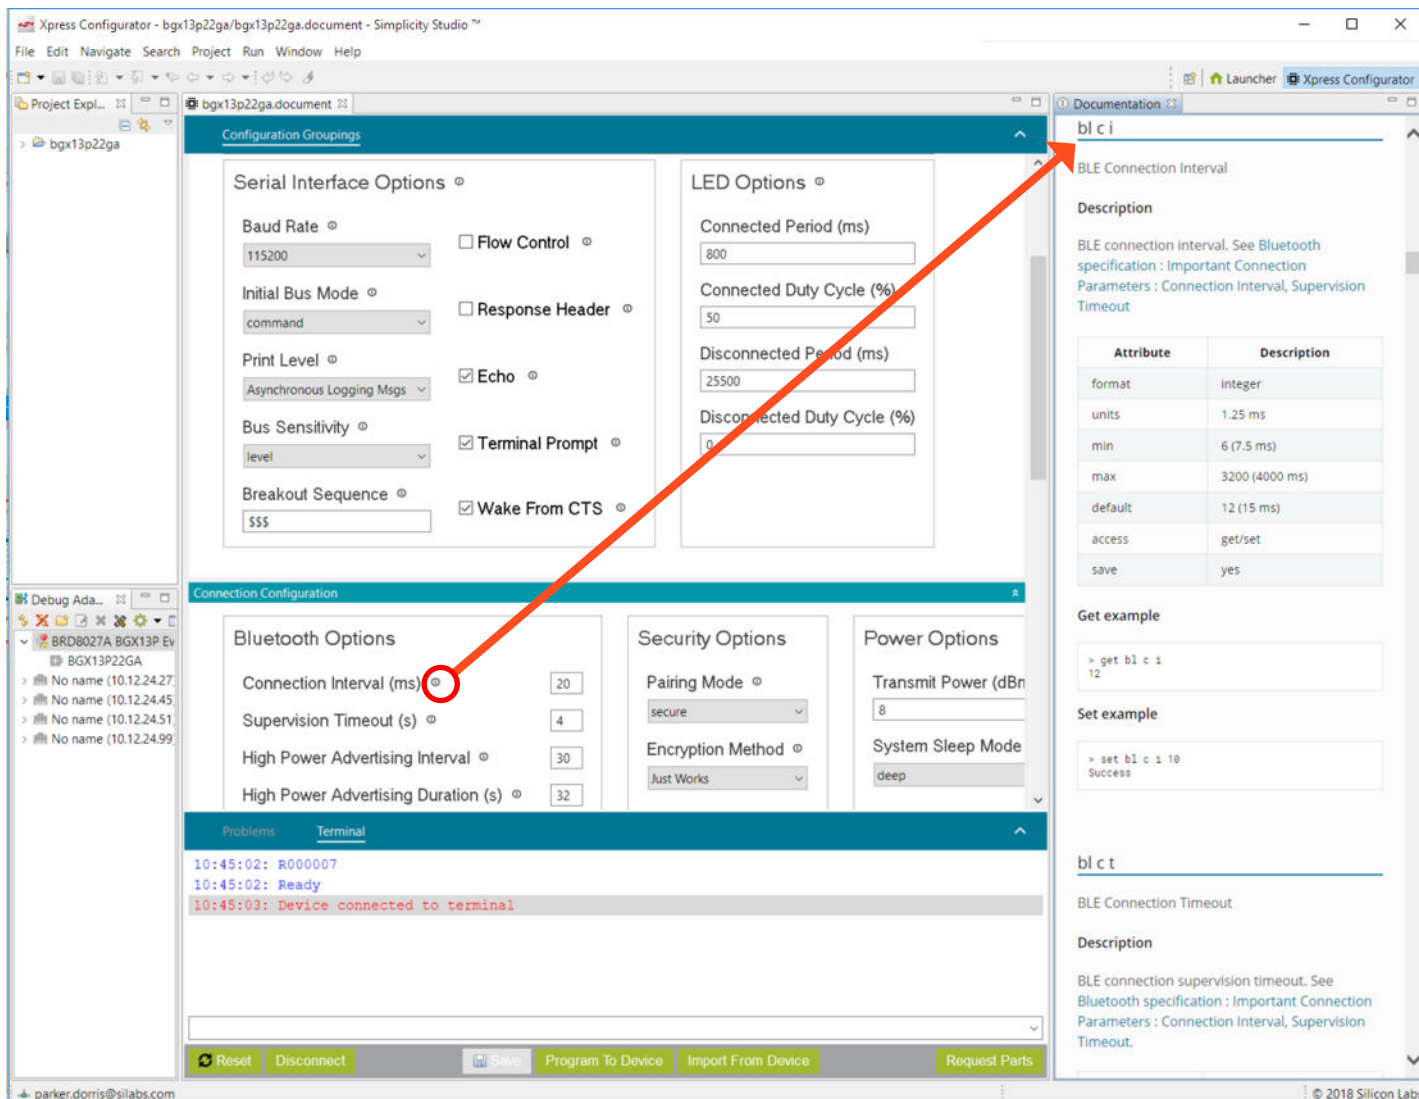 Xpress Configurator - bgx13p22ga/bgx13p22ga.document - Simplicity Studio ™
File Edit Navigate Search Project Run Window Help
Launcher Xpress Configurator
Project Expl...
bgx13p22ga
bgx13p22ga.document
Configuration Groupings
Serial Interface Options
Baud Rate
115200
Initial Bus Mode
command
Print Level
Asynchronous Logging Msgs
Bus Sensitivity
level
Breakout Sequence
$$$
Flow Control
Response Header
Echo
Terminal Prompt
Wake From CTS
LED Options
Connected Period (ms)
800
Connected Duty Cycle (%)
50
Disconnected Period (ms)
25500
Disconnected Duty Cycle (%)
0
Connection Configuration
Bluetooth Options
Connection Interval (ms)
20
Supervision Timeout (s)
4
High Power Advertising Interval
30
High Power Advertising Duration (s)
32
Security Options
Pairing Mode
secure
Encryption Method
Just Works
Power Options
Transmit Power (dBm
8
System Sleep Mode
deep
Debug Ada...
BRD8027A BGX13P Ev
BGX13P22GA
No name (10.12.24.27
No name (10.12.24.45
No name (10.12.24.51
No name (10.12.24.99
Problems Terminal
10:45:02: R000007
10:45:02: Ready
10:45:03: Device connected to terminal
Reset Disconnect Save Program To Device Import From Device Request Parts
Documentation
bl c i
BLE Connection Interval
Description
BLE connection interval. See Bluetooth
specification : Important Connection
Parameters : Connection Interval, Supervision
Timeout
Attribute Description
format integer
units 1.25 ms
min 6 (7.5 ms)
max 3200 (4000 ms)
default 12 (15 ms)
access get/set
save yes
Get example
> get bl c i
12
Set example
> set bl c i 10
Success
bl c t
BLE Connection Timeout
Description
BLE connection supervision timeout. See
Bluetooth specification : Important Connection
Parameters : Connection Interval, Supervision
Timeout.
parker.dorris@silabs.com
© 2018 Silicon Labs